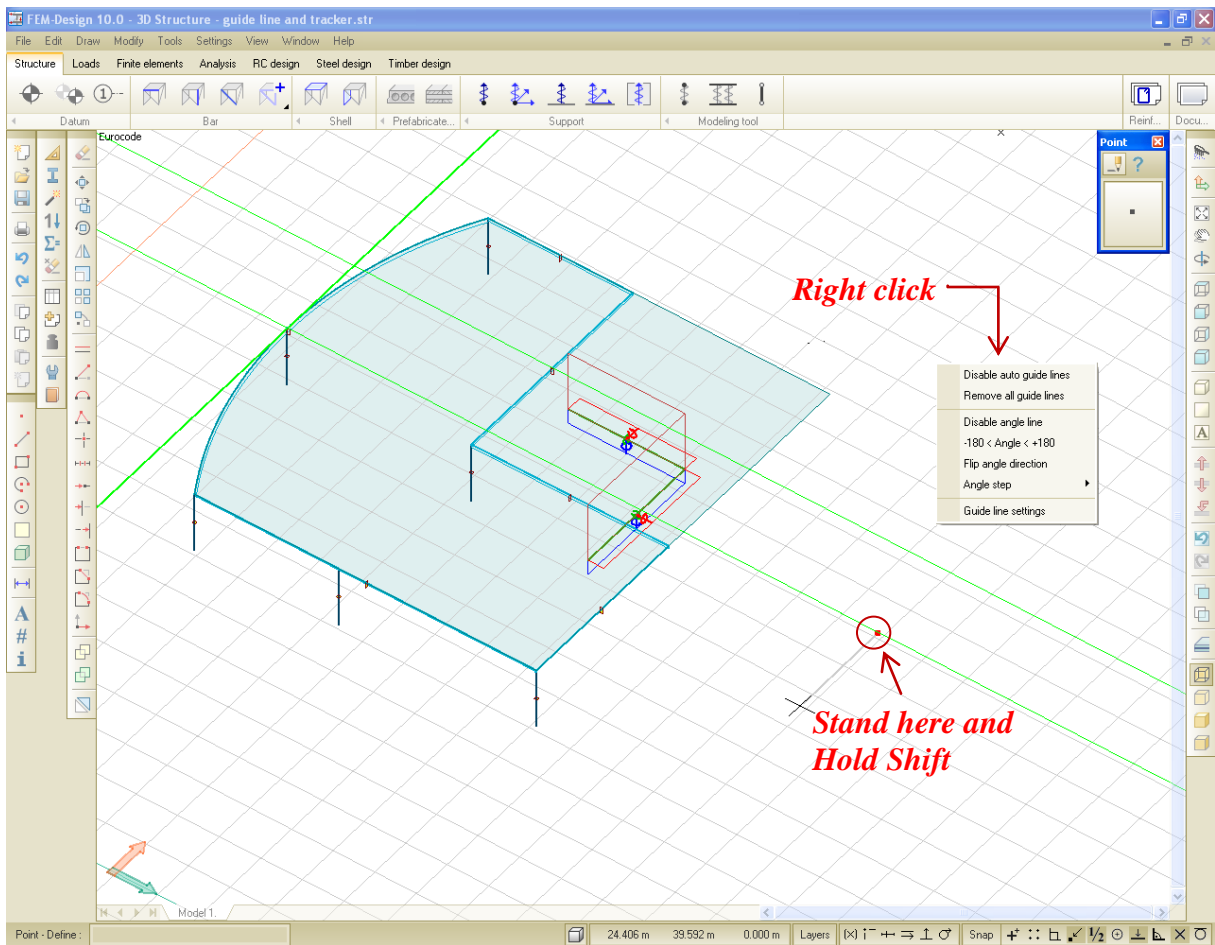 FEM-Design 10.0 - 3D Structure - guide line and tracker.str
File Edit Draw Modify Tools Settings View Window Help
Structure Loads Finite elements Analysis RC design Steel design Timber design
Datum Bar Shell Prefabricate... Support Modeling tool Reinf... Docu...
Eurocode
Point
Right click
Disable auto guide lines
Remove all guide lines
Disable angle line
-180 < Angle < +180
Flip angle direction
Angle step
Guide line settings
Stand here and
Hold Shift
Model 1.
Point - Define :
24.406 m 39.592 m 0.000 m Layers Snap